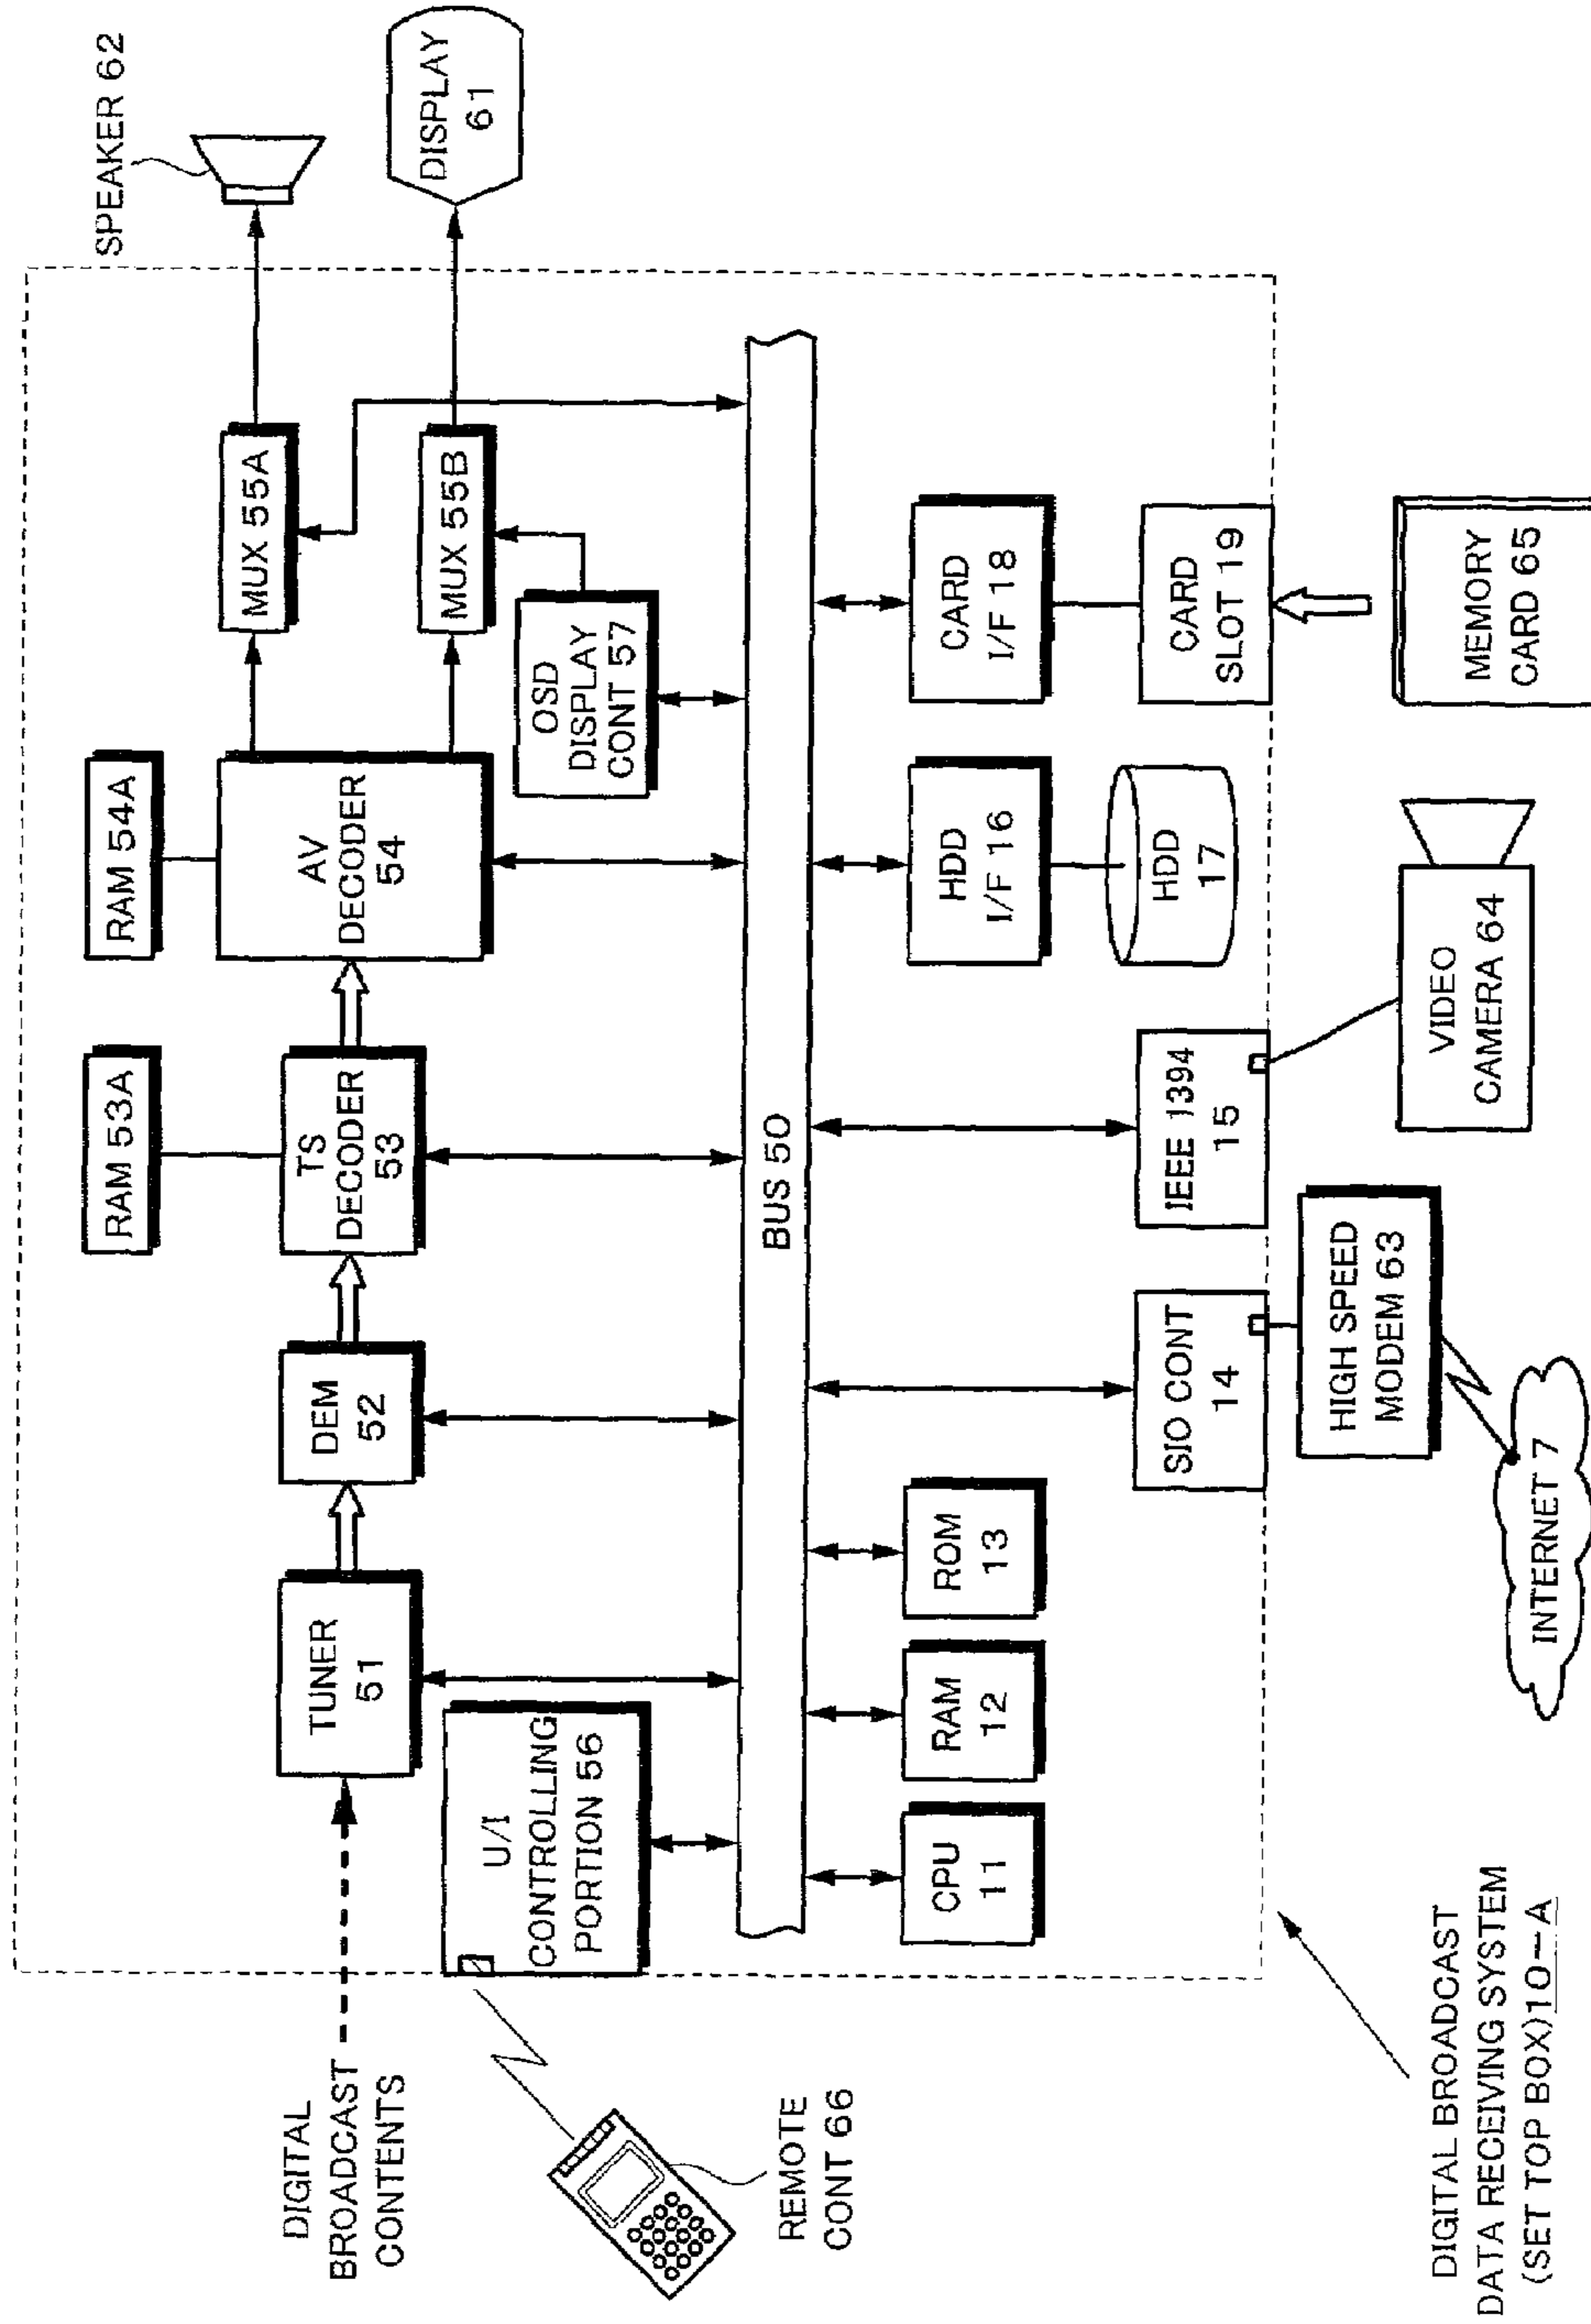 SPEAKER 62
DISPLAY
61
RAM 53A
RAM 54A
MUX 55A
MUX 55B
DIGITAL
BROADCAST
CONTENTS
TUNER
51
DEM
52
TS
DECODER
53
AV
DECODER
54
OSD
DISPLAY
CONT 57
U/I
CONTROLLING
PORTION 56
REMOTE
CONT 66
BUS 50
CPU
11
RAM
12
ROM
13
SIO CONT
14
IEEE 1394
15
HDD
I/F 16
HDD
17
CARD
I/F 18
CARD
SLOT 19
HIGH SPEED
MODEM 63
INTERNET 7
VIDEO
CAMERA 64
MEMORY
CARD 65
DIGITAL BROADCAST
DATA RECEIVING SYSTEM
(SET TOP BOX)10-A